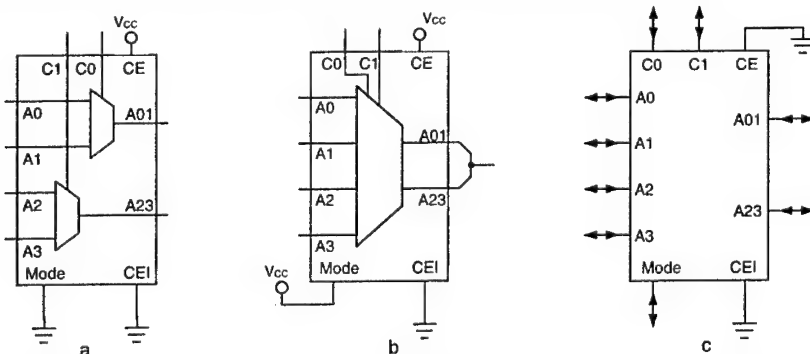 Vcc
C1 C0 CE
A0 A01
A1
A2 A23
A3
Mode CEI
a
Vcc
C0 C1 CE
A0
A01
A1
A2 A23
A3
Vcc Mode CEI
b
C0 C1 CE
A0
A01
A1
A2
A23
A3
Mode CEI
c